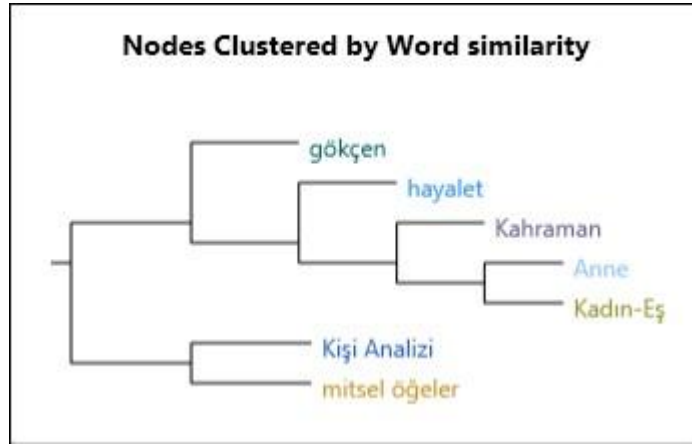 Nodes Clustered by Word similarity
gökçen
hayalet
Kahraman
Anne
Kadın-Eş
Kişi Analizi
mitsel öğeler